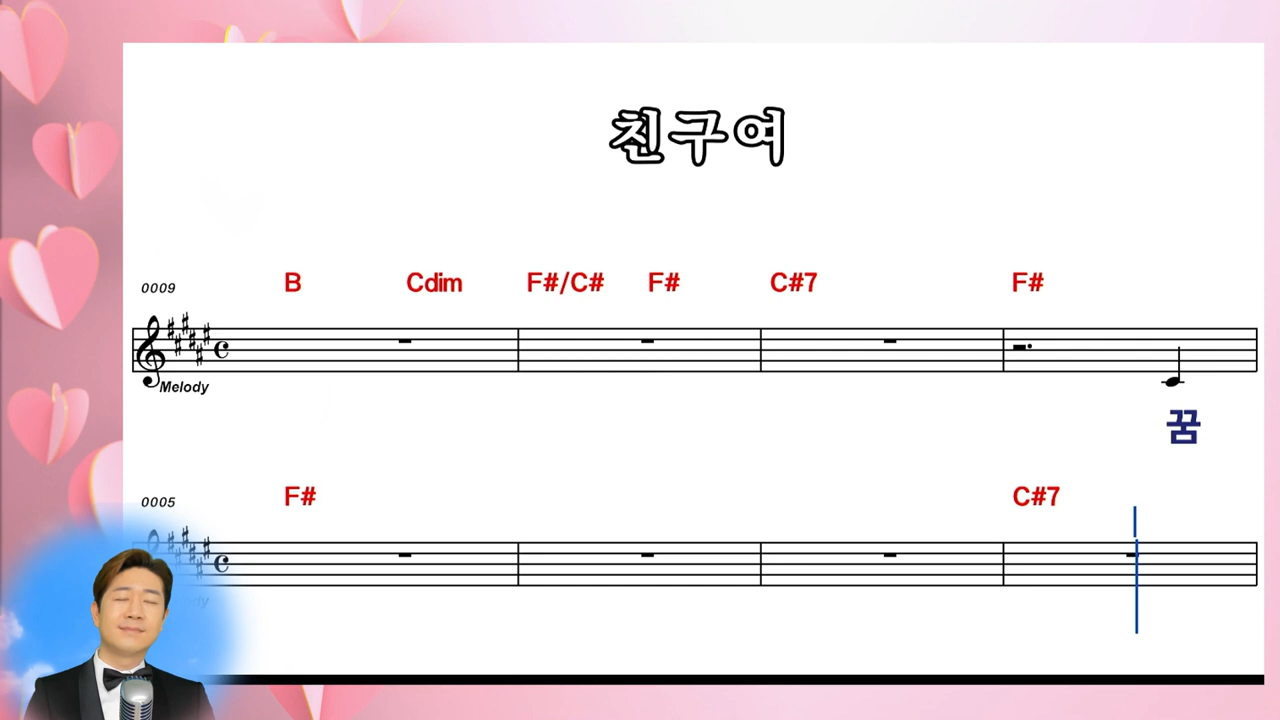 친구여
B Cdim F#/C# F# C#7 F#
0009
Melody
꿈
F# C#7
0005